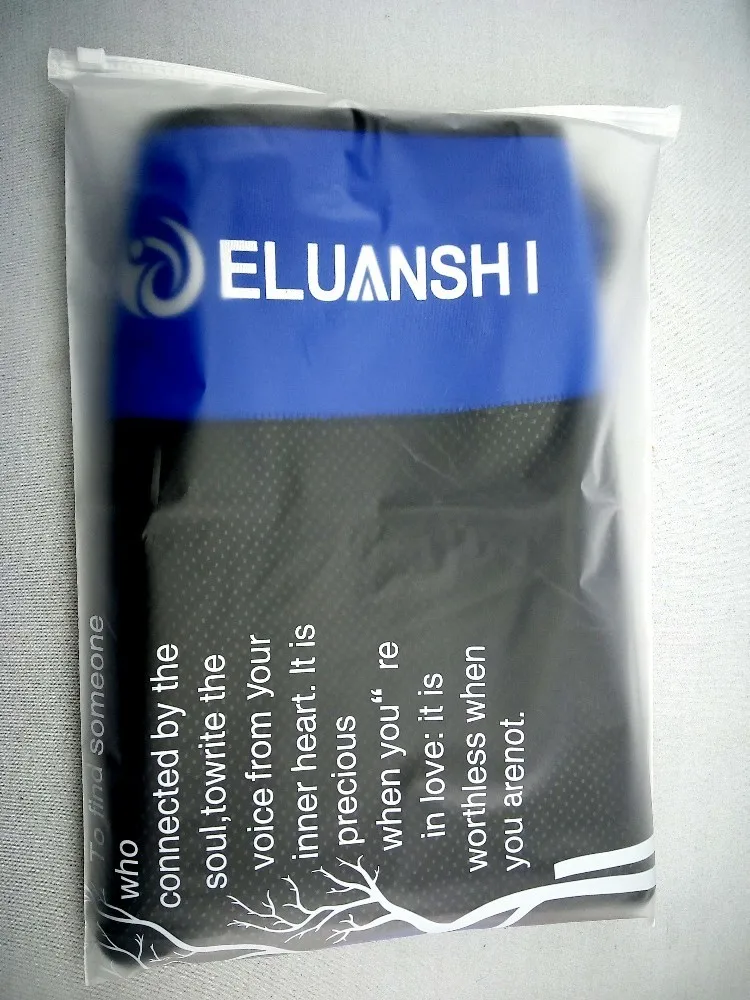 ELUANSHI
To find someone
who
connected by the
soul,towrite the
voice from your
inner heart. It is
precious
when you“ re
in love: it is
worthless when
you arenot.